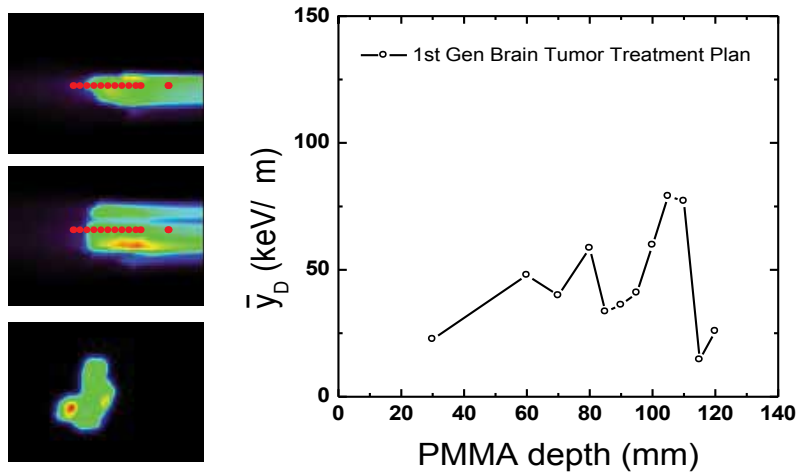 150
1st Gen Brain Tumor Treatment Plan
100
50
0
0 20 40 60 80 100 120 140
ȳ_D (keV/ m)
PMMA depth (mm)